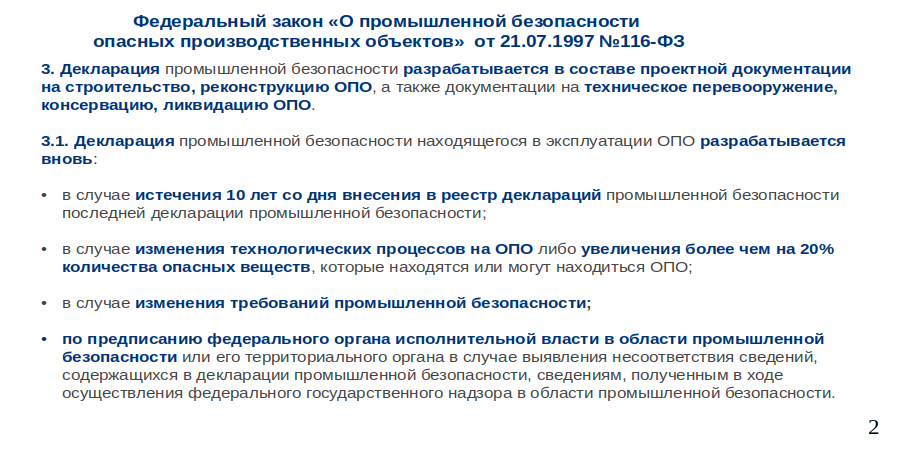 Федеральный закон «О промышленной безопасности
опасных производственных объектов»  от 21.07.1997 №116-ФЗ
3. Декларация промышленной безопасности разрабатывается в составе проектной документации
на строительство, реконструкцию ОПО, а также документации на техническое перевооружение,
консервацию, ликвидацию ОПО.
3.1. Декларация промышленной безопасности находящегося в эксплуатации ОПО разрабатывается
вновь:
• в случае истечения 10 лет со дня внесения в реестр деклараций промышленной безопасности
последней декларации промышленной безопасности;
• в случае изменения технологических процессов на ОПО либо увеличения более чем на 20%
количества опасных веществ, которые находятся или могут находиться ОПО;
• в случае изменения требований промышленной безопасности;
• по предписанию федерального органа исполнительной власти в области промышленной
безопасности или его территориального органа в случае выявления несоответствия сведений,
содержащихся в декларации промышленной безопасности, сведениям, полученным в ходе
осуществления федерального государственного надзора в области промышленной безопасности.
2